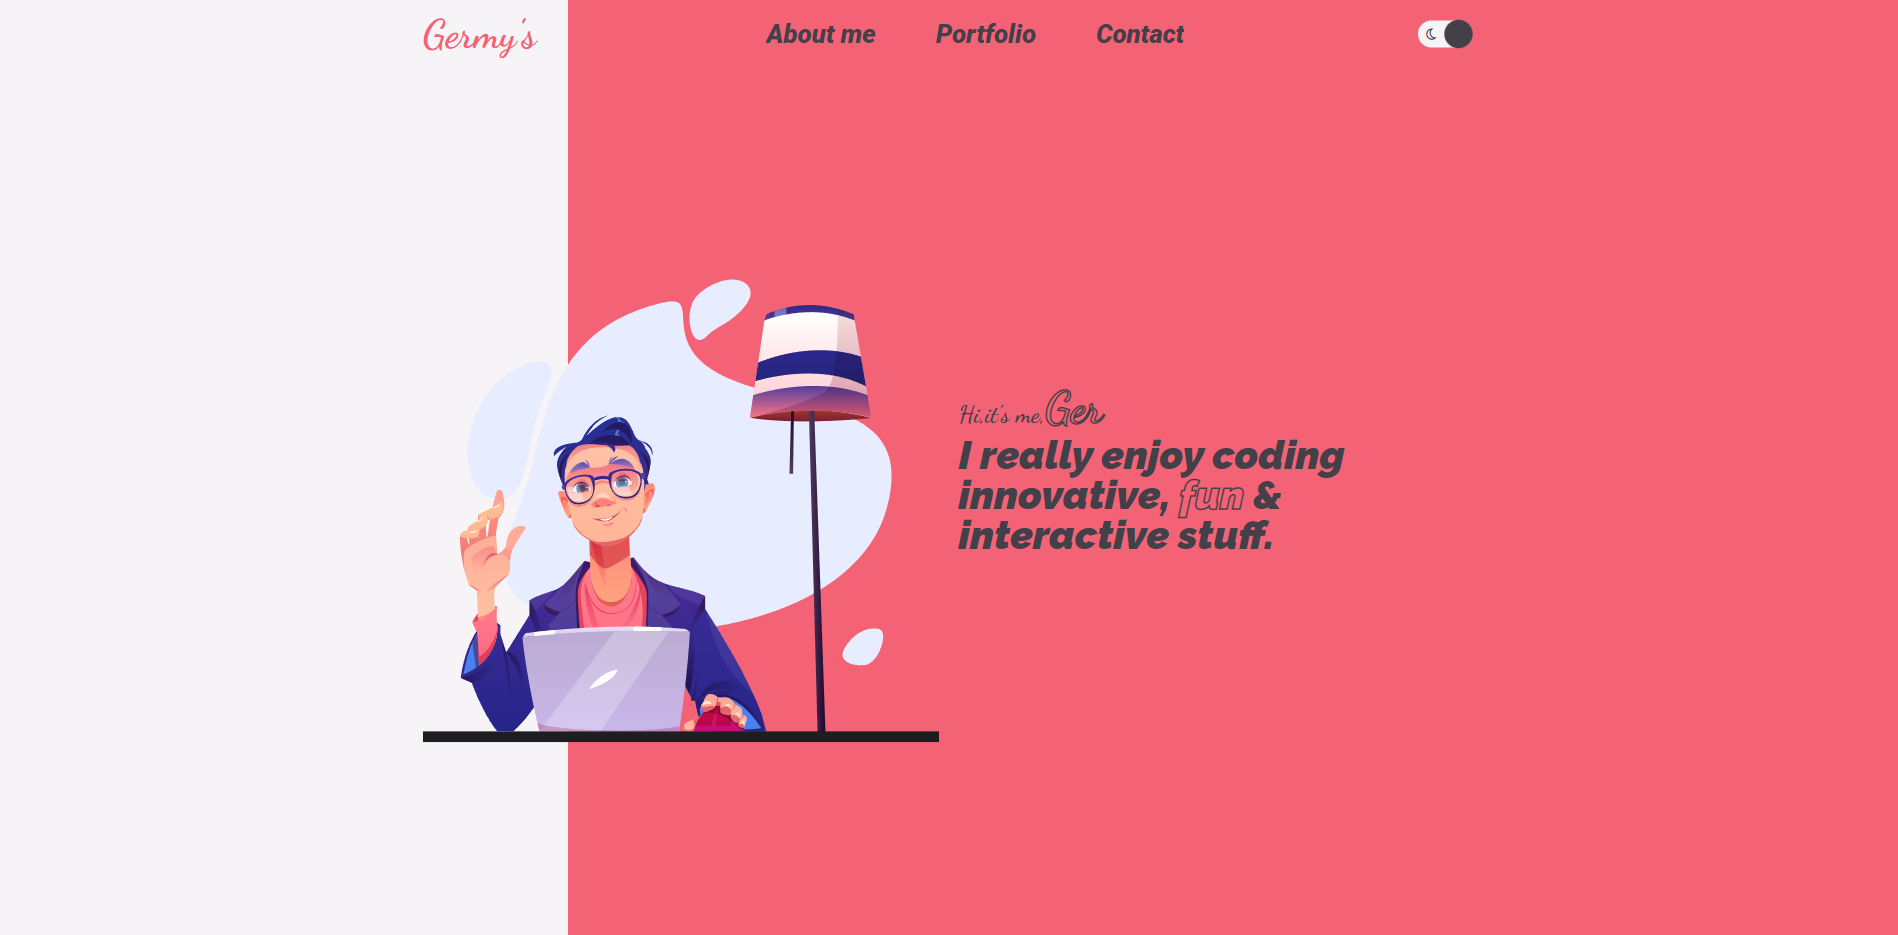 Germy's
About me
Portfolio
Contact
Hi,it's me,Ger
I really enjoy coding
innovative, fun &
interactive stuff.